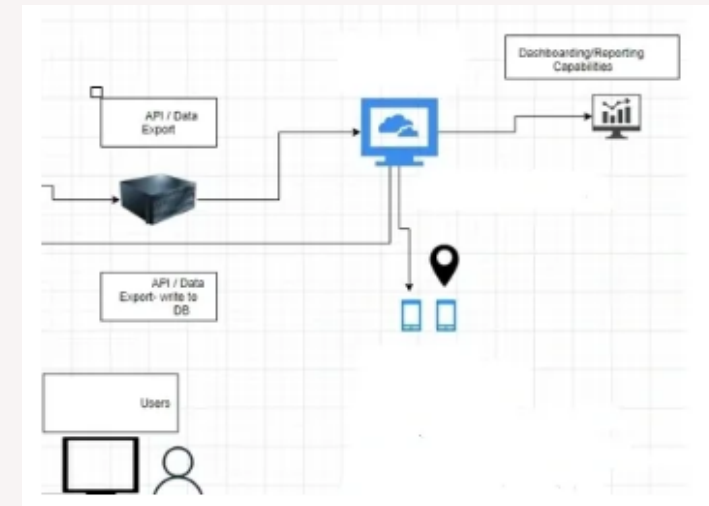 Dashboarding/Reporting
Capabilities
API / Data
Export
API / Data
Export- write to
DB
Users